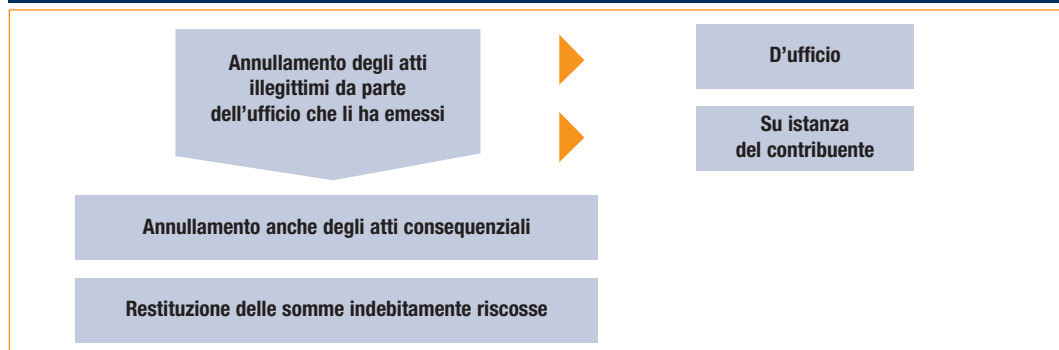 Annullamento degli atti
illegittimi da parte
dell'ufficio che li ha emessi
D'ufficio
Su istanza
del contribuente
Annullamento anche degli atti consequenziali
Restituzione delle somme indebitamente riscosse